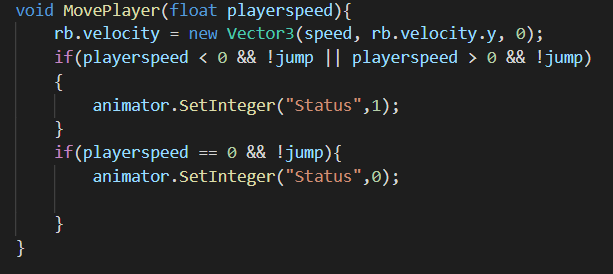 void MovePlayer(float playerspeed){
    rb.velocity = new Vector3(speed, rb.velocity.y, 0);
    if(playerspeed < 0 && !jump || playerspeed > 0 && !jump)
    {
        animator.SetInteger("Status",1);
    }
    if(playerspeed == 0 && !jump){
        animator.SetInteger("Status",0);

    }
}